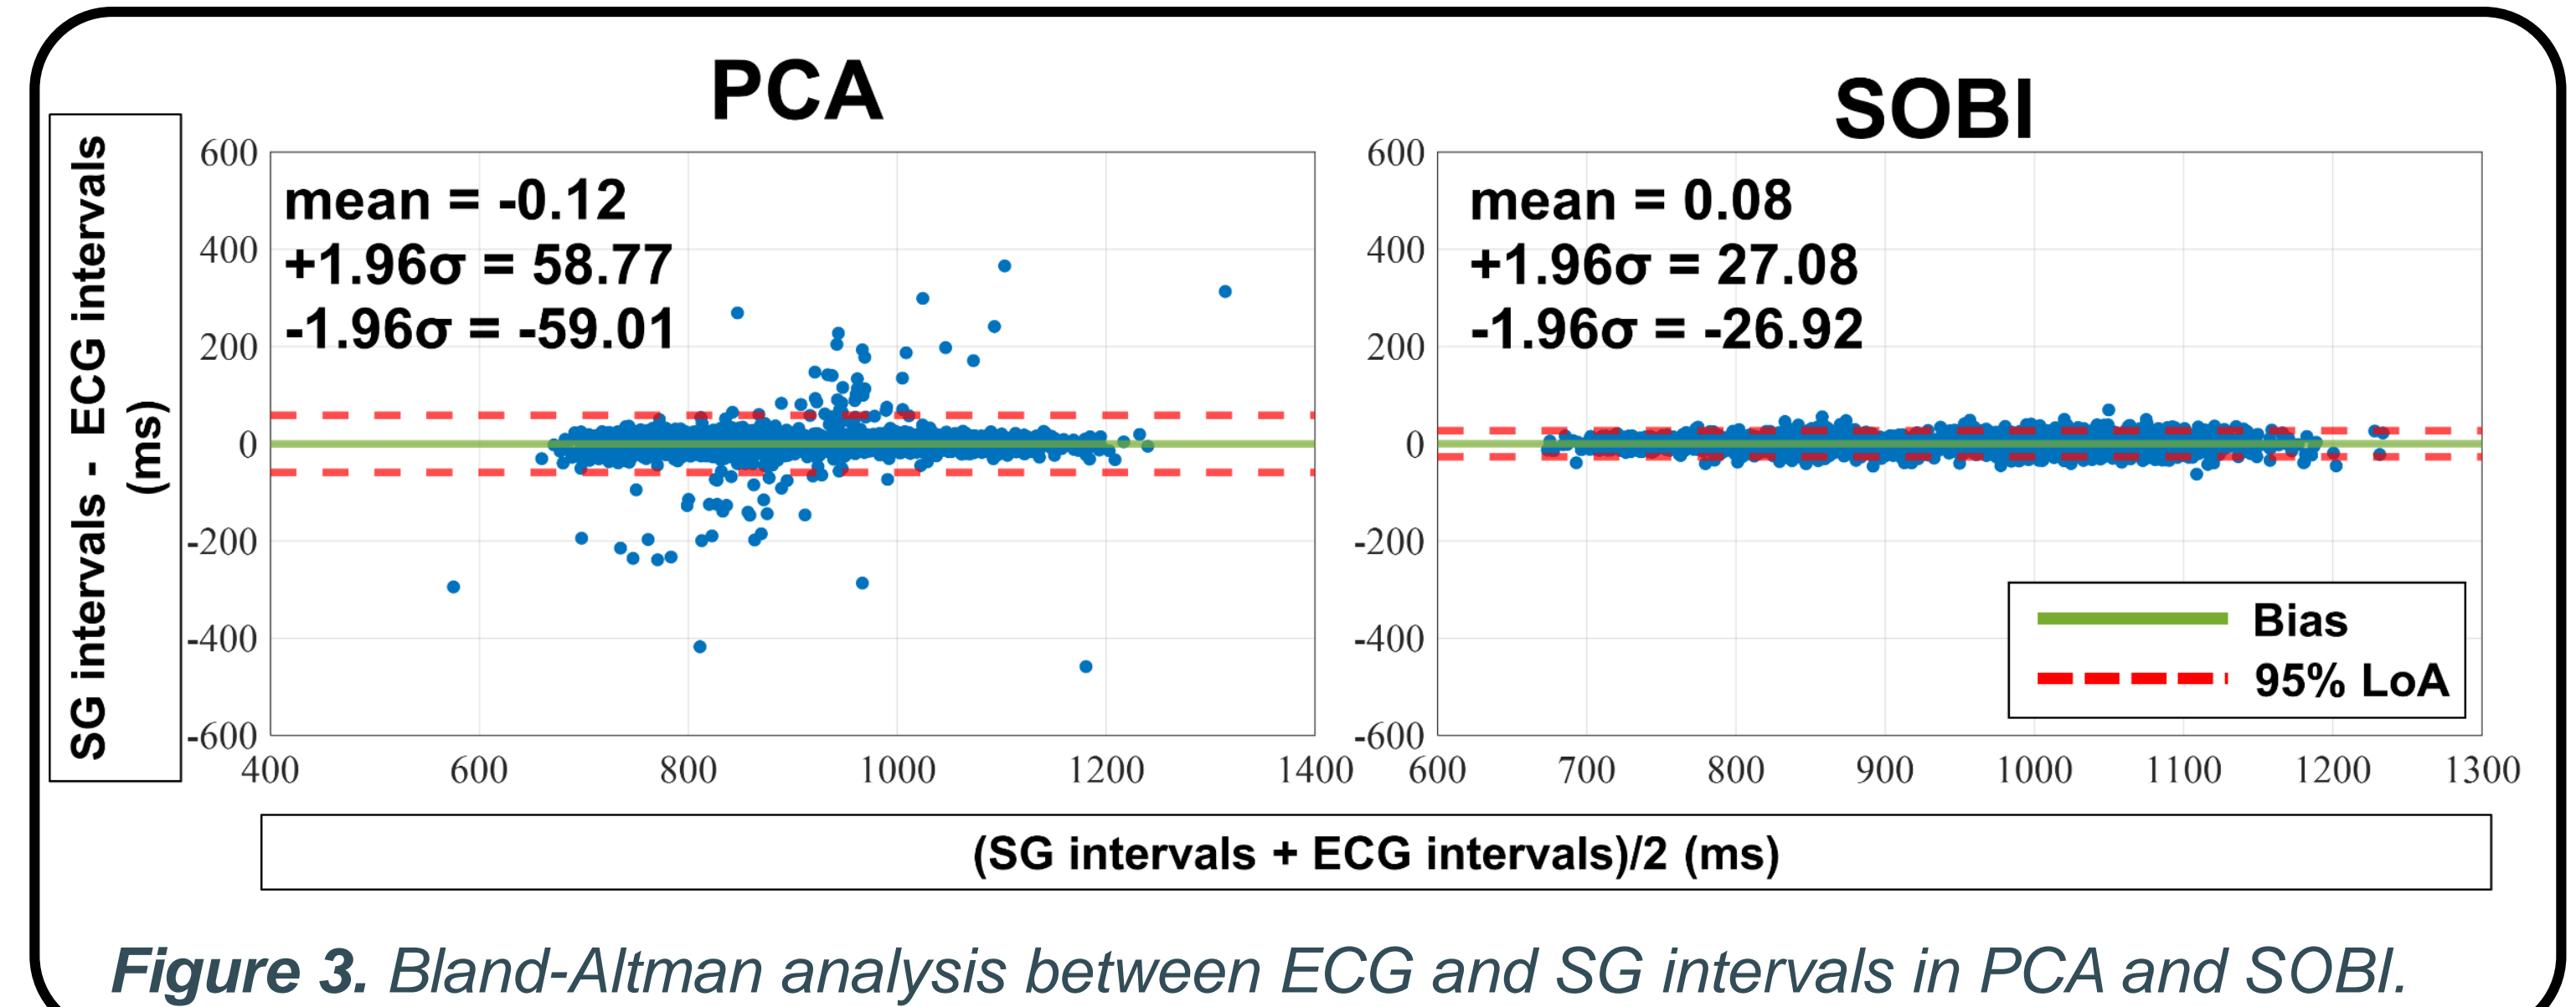 PCA
SOBI
SG intervals - ECG intervals
(ms)
600
400
200
0
-200
-400
-600
mean = -0.12
+1.96σ = 58.77
-1.96σ = -59.01
400
600
800
1000
1200
1400
600
400
200
0
-200
-400
-600
mean = 0.08
+1.96σ = 27.08
-1.96σ = -26.92
Bias
95% LoA
600
700
800
900
1000
1100
1200
1300
(SG intervals + ECG intervals)/2 (ms)
Figure 3. Bland-Altman analysis between ECG and SG intervals in PCA and SOBI.